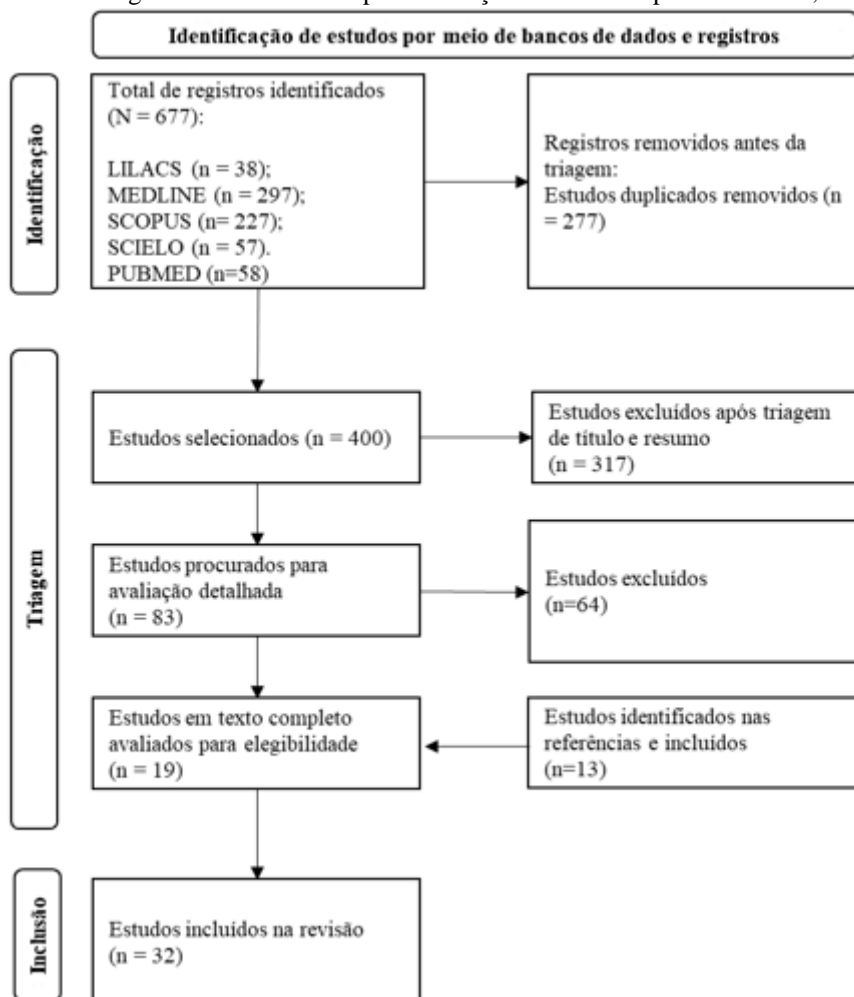 Identificação de estudos por meio de bancos de dados e registros
Identificação
Total de registros identificados
(N = 677):
LILACS (n = 38);
MEDLINE (n = 297);
SCOPUS (n= 227);
SCIELO (n = 57).
PUBMED (n=58)
Registros removidos antes da
triagem:
Estudos duplicados removidos (n
= 277)
Triagem
Estudos selecionados (n = 400)
Estudos excluídos após triagem
de título e resumo
(n = 317)
Estudos procurados para
avaliação detalhada
(n = 83)
Estudos excluídos
(n=64)
Estudos em texto completo
avaliados para elegibilidade
(n = 19)
Estudos identificados nas
referências e incluídos
(n=13)
Inclusão
Estudos incluídos na revisão
(n = 32)